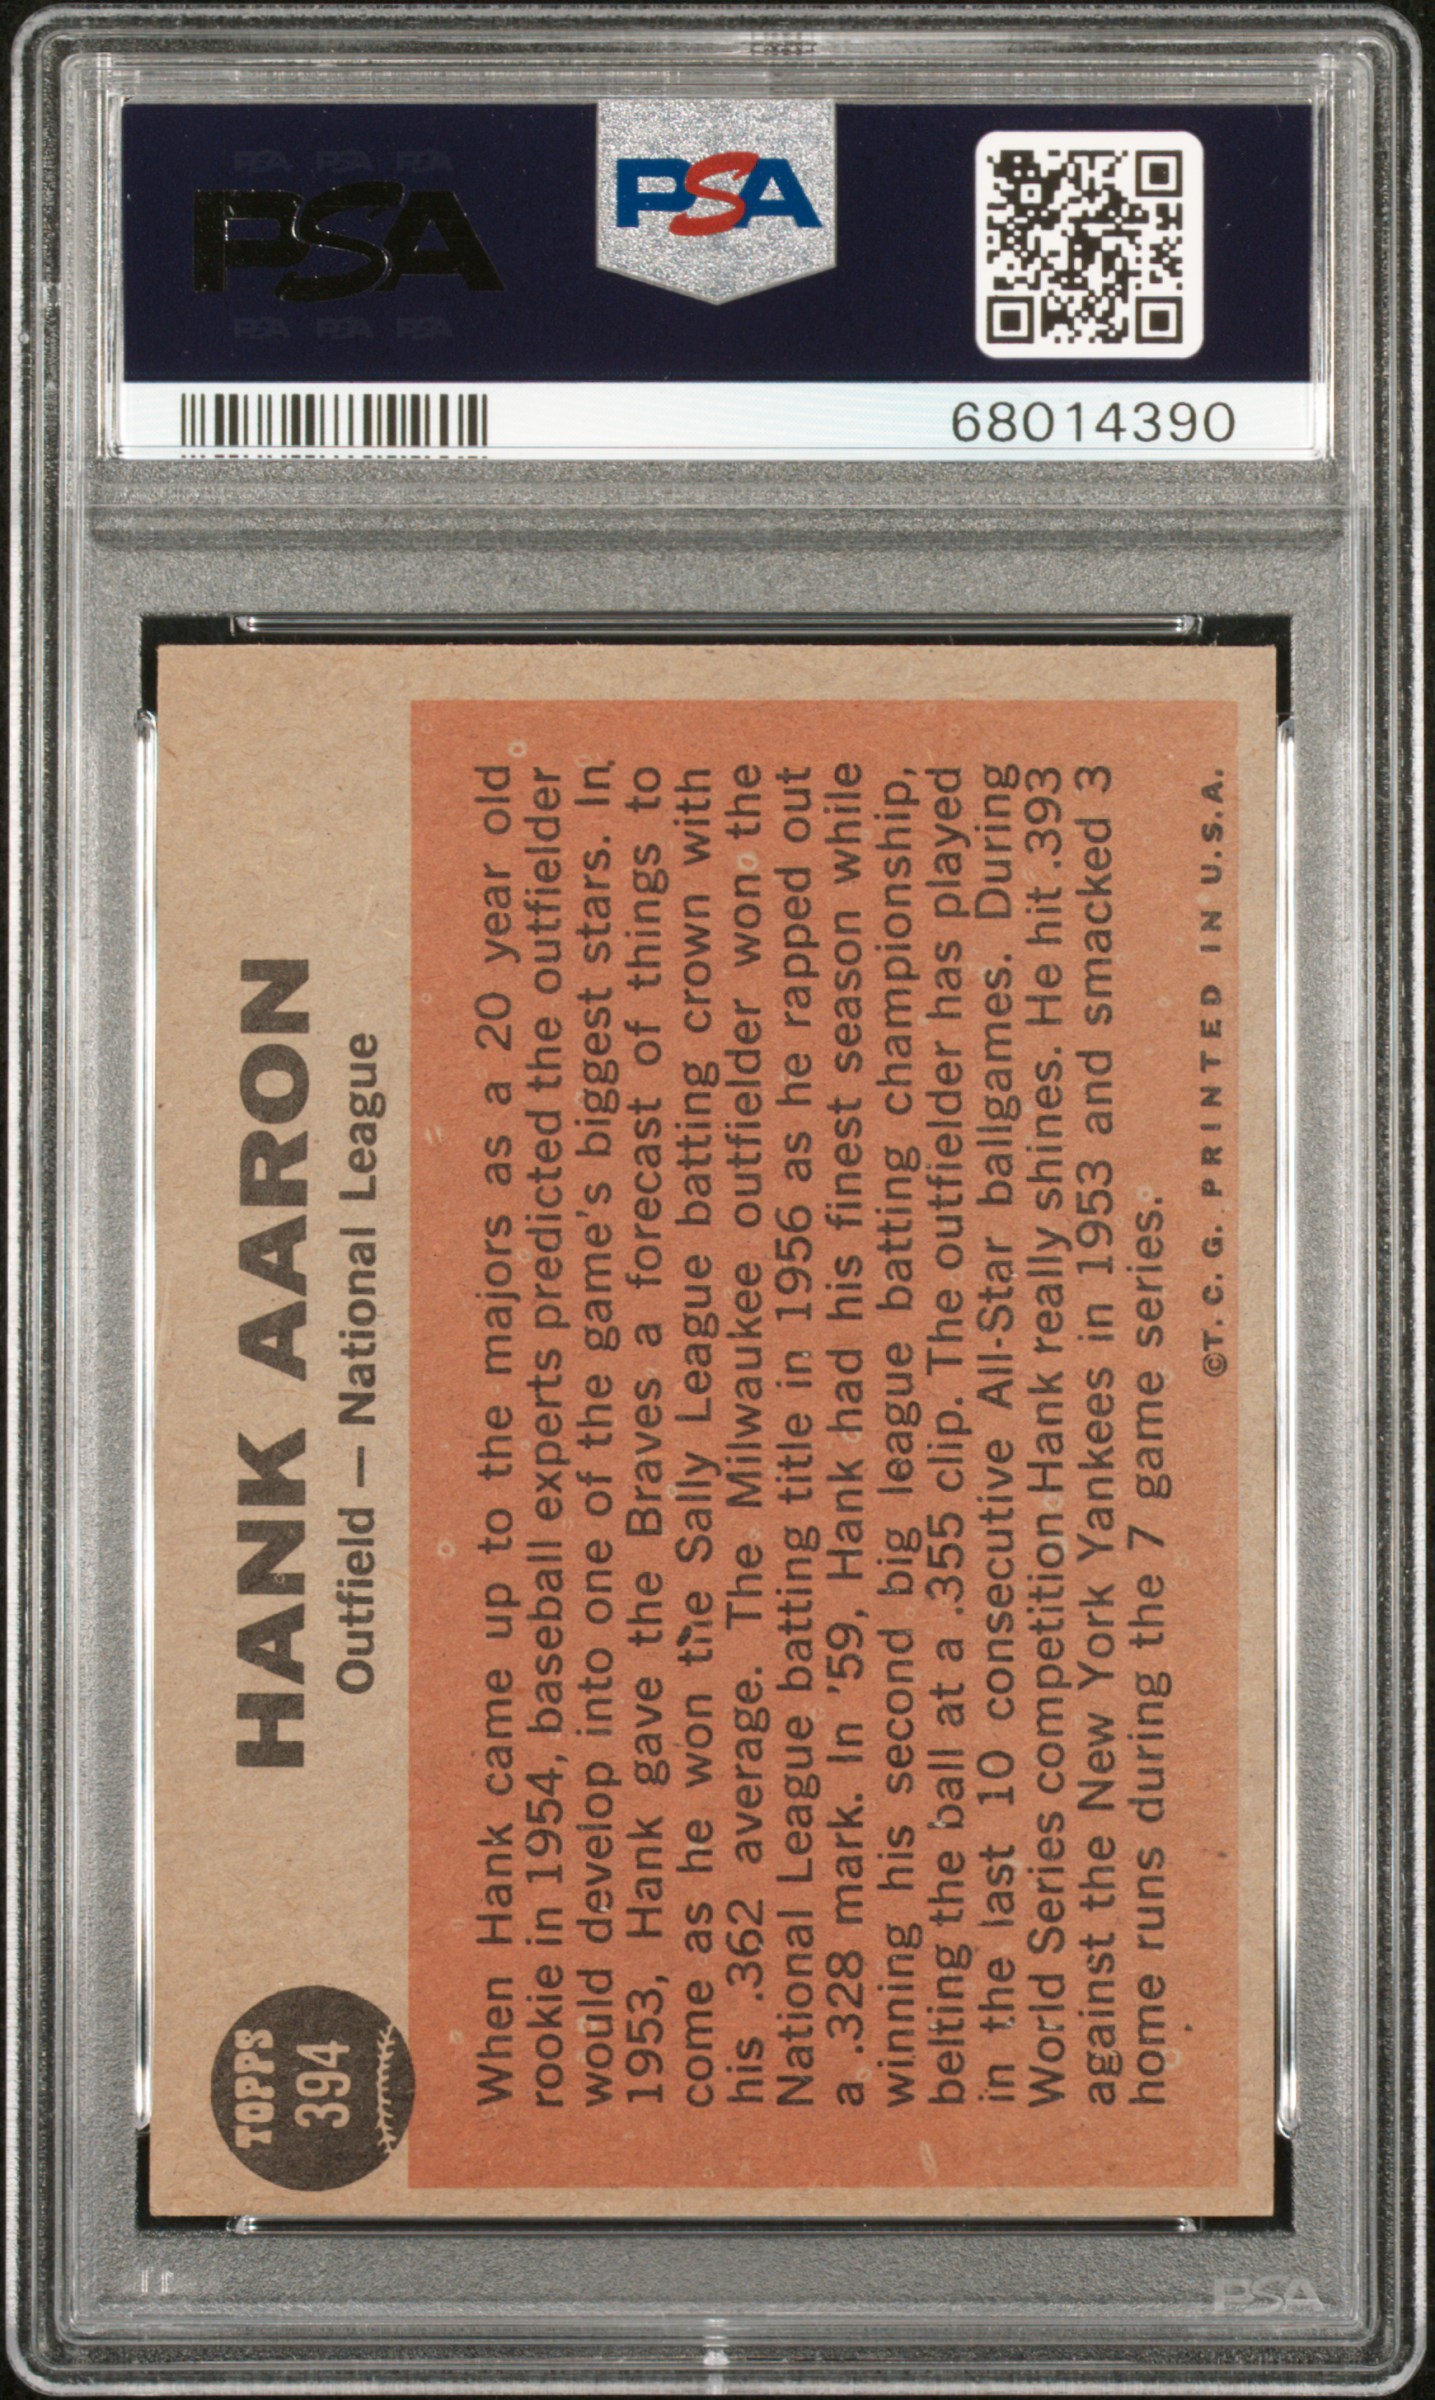 PSA PSA PSA
PSA
PSA PSA PSA
PSA
68014390
TOPPS
394
HANK AARON
Outfield — National League
When Hank came up to the majors as a 20 year old
rookie in 1954, baseball experts predicted the outfielder
would develop into one of the game's biggest stars. In
1953, Hank gave the Braves a forecast of things to
come as he won the Sally League batting crown with
his .362 average. The Milwaukee outfielder won the
National League batting title in 1956 as he rapped out
a .328 mark. In '59, Hank had his finest season while
winning his second big league batting championship,
belting the ball at a .355 clip. The outfielder has played
in the last 10 consecutive All-Star ballgames. During
World Series competition Hank really shines. He hit .393
against the New York Yankees in 1953 and smacked 3
home runs during the 7 game series.
©T. C. G. PRINTED IN U.S.A.
PSA